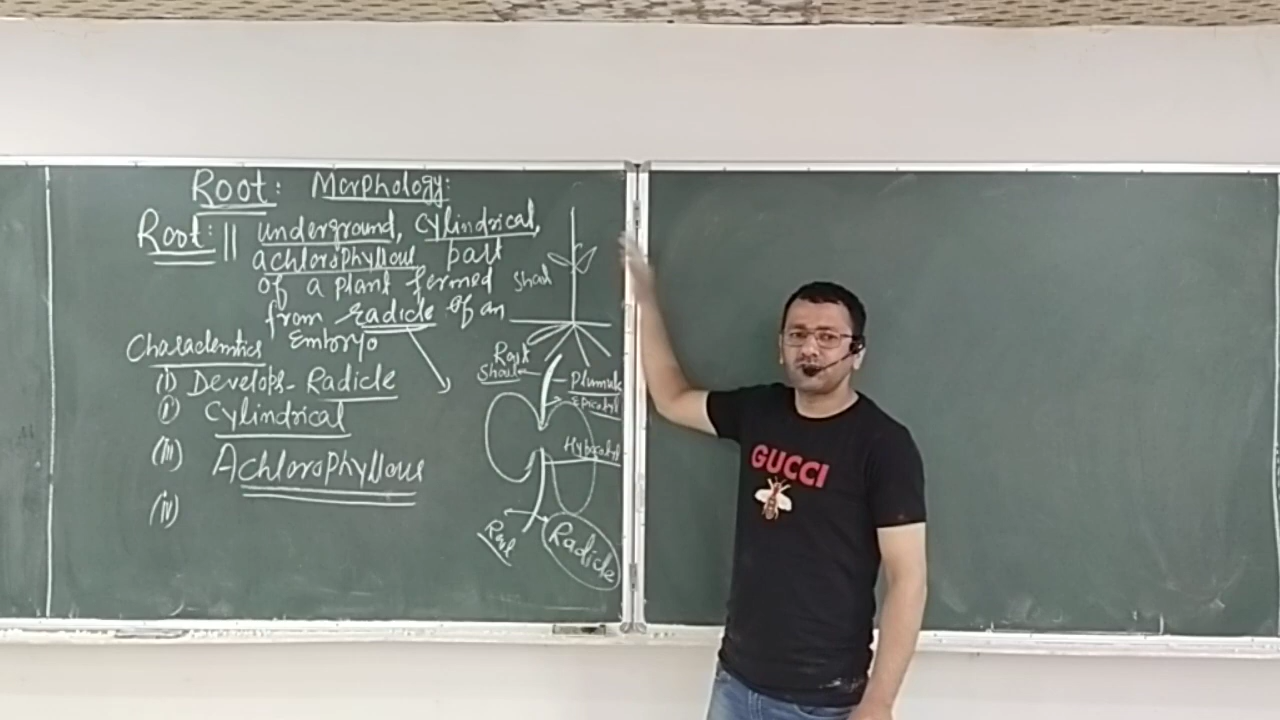 Root: Morphology:
Root: || underground, Cylindrical,
achlorophyllous part
of a plant formed
from radicle of an
Embryo
Characteristics
(i) Develops - Radicle
(ii) Cylindrical
(iii) Achlorophyllous
(iv)
Shoot
Root
Shoot
Plumule
Epicotyl
Hypocotyl
Root
Radicle
GUCCI